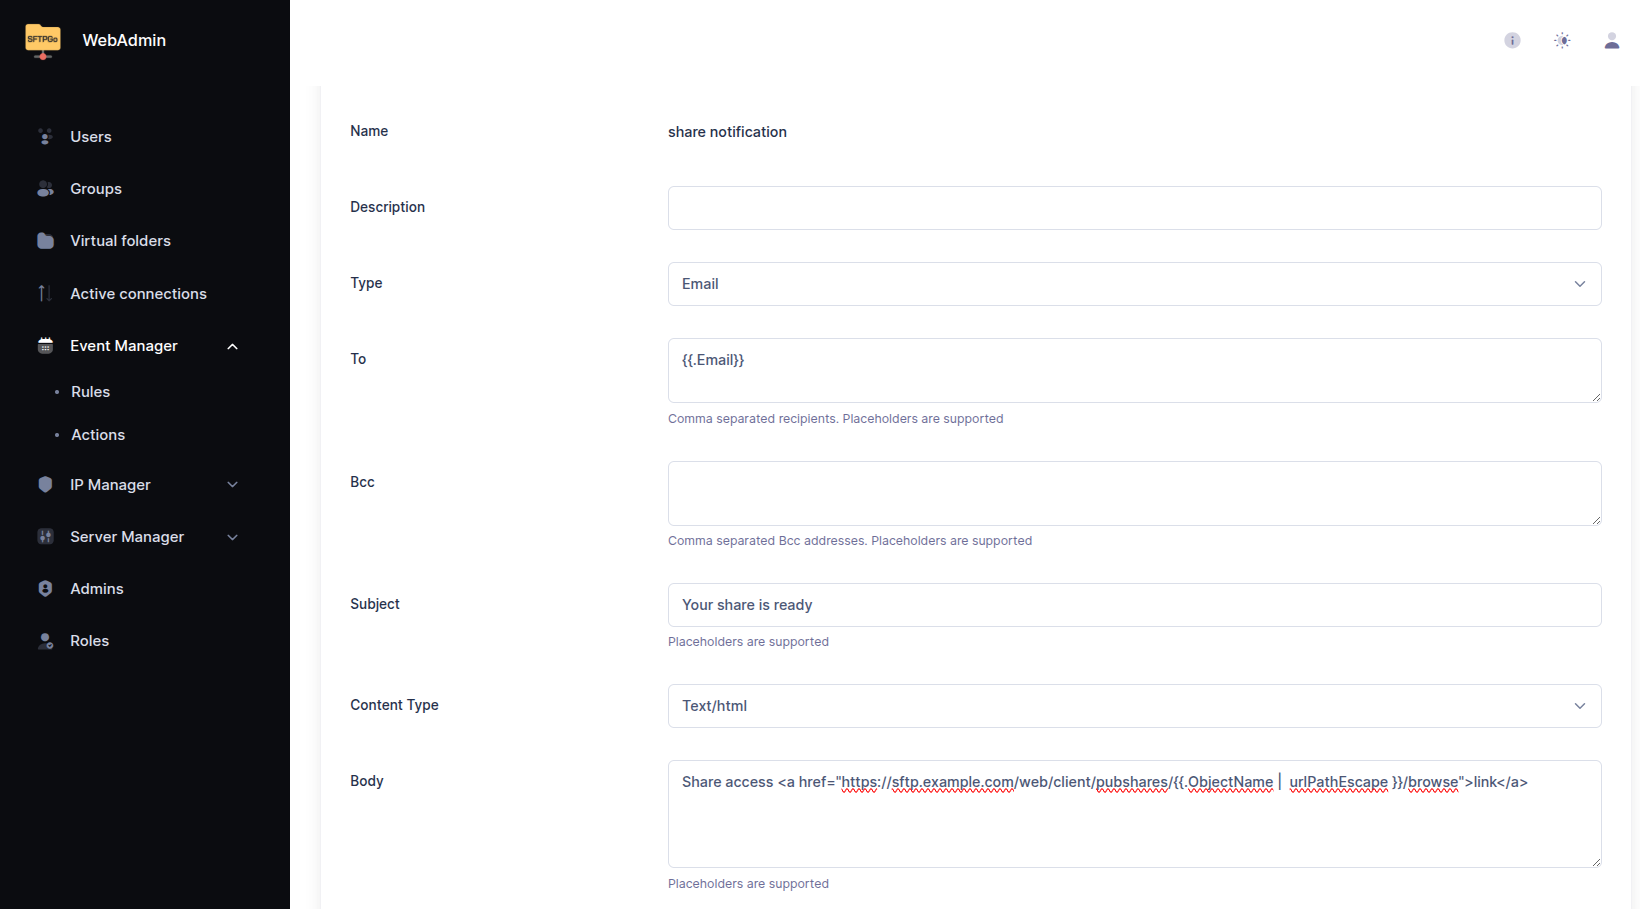 SFTPGo
WebAdmin
Users
Groups
Virtual folders
Active connections
Event Manager
Rules
Actions
IP Manager
Server Manager
Admins
Roles
Name
share notification
Description
Type
Email
To
{{.Email}}
Comma separated recipients. Placeholders are supported
Bcc
Comma separated Bcc addresses. Placeholders are supported
Subject
Your share is ready
Placeholders are supported
Content Type
Text/html
Body
Share access <a href="https://sftp.example.com/web/client/pubshares/{{.ObjectName | urlPathEscape }}/browse">link</a>
Placeholders are supported